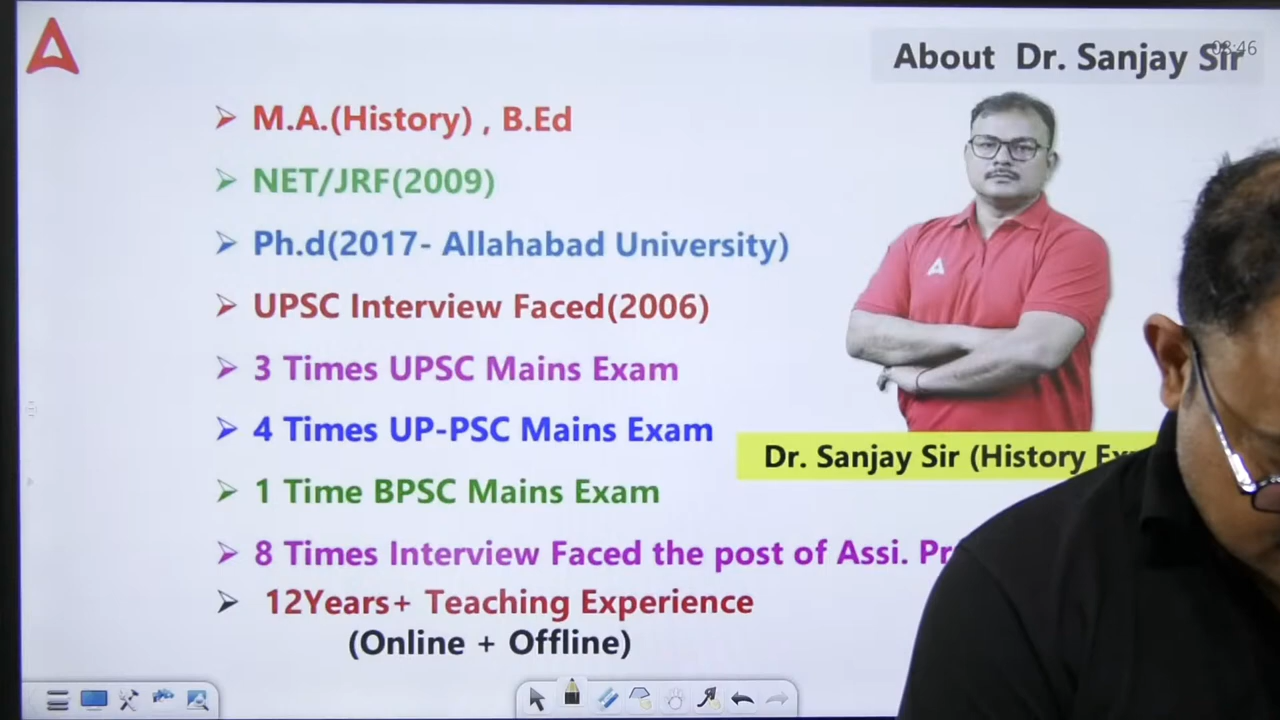 About Dr. Sanjay Sir
03:46
M.A.(History) , B.Ed
NET/JRF(2009)
Ph.d(2017- Allahabad University)
UPSC Interview Faced(2006)
3 Times UPSC Mains Exam
4 Times UP-PSC Mains Exam
Dr. Sanjay Sir (History
1 Time BPSC Mains Exam
8 Times Interview Faced the post of Assi.
12Years+ Teaching Experience
(Online + Offline)